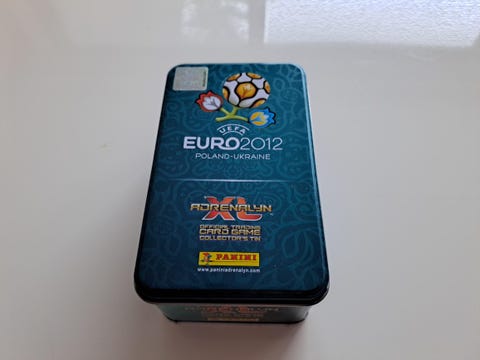 UEFA
EURO2012
POLAND-UKRAINE
ADRENALYN
XL
OFFICIAL TRADING
CARD GAME
COLLECTOR'S TIN
PANINI
www.paniniadrenalyn.com